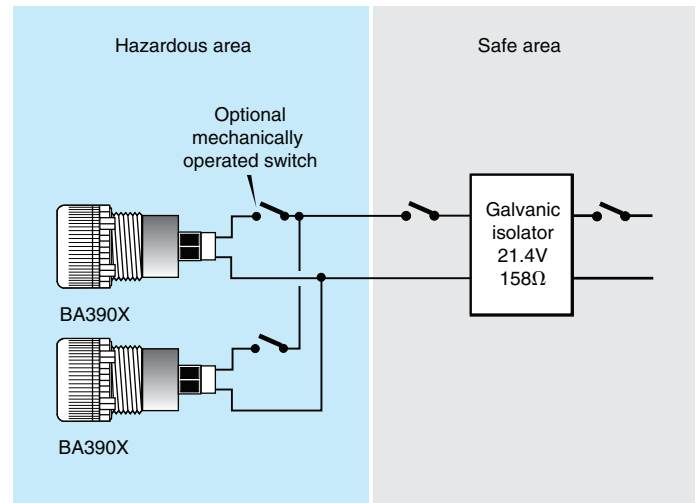 Hazardous area
Safe area
Optional
mechanically
operated switch
Galvanic
isolator
21.4V
158Ω
BA390X
BA390X